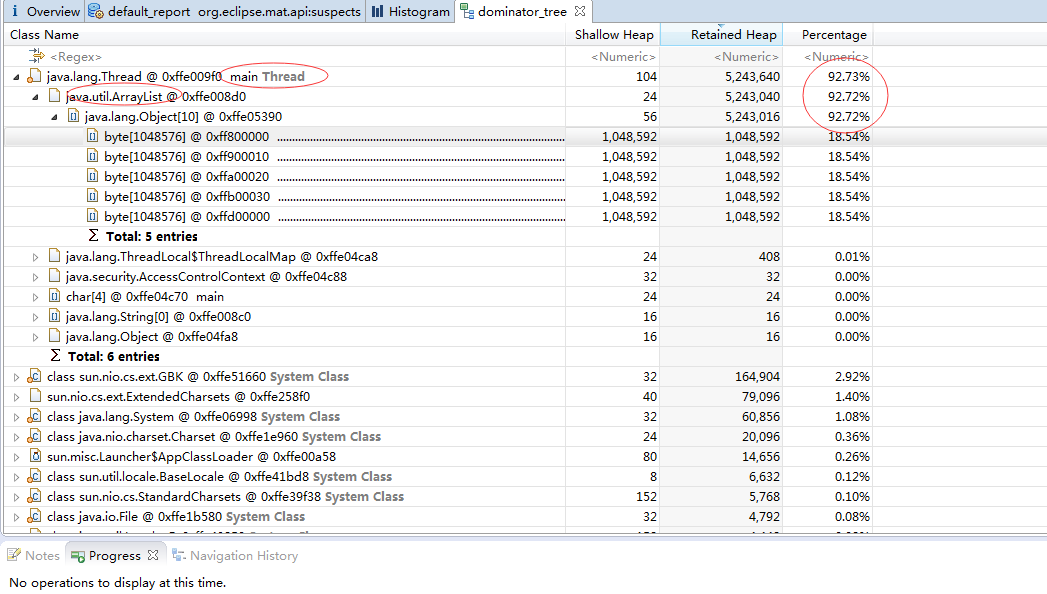 i Overview default_report org.eclipse.mat.api:suspects Histogram dominator_tree
Class Name Shallow Heap Retained Heap Percentage
<Regex> <Numeric> <Numeric> <Numeric>
java.lang.Thread @ 0xffe009f0 main Thread 104 5,243,640 92.73%
java.util.ArrayList @ 0xffe008d0 24 5,243,040 92.72%
java.lang.Object[10] @ 0xffe05390 56 5,243,016 92.72%
byte[1048576] @ 0xff800000 ................................................................................ 1,048,592 1,048,592 18.54%
byte[1048576] @ 0xff900010 ................................................................................ 1,048,592 1,048,592 18.54%
byte[1048576] @ 0xffa00020 ................................................................................ 1,048,592 1,048,592 18.54%
byte[1048576] @ 0xffb00030 ................................................................................ 1,048,592 1,048,592 18.54%
byte[1048576] @ 0xffd00000 ................................................................................ 1,048,592 1,048,592 18.54%
Σ Total: 5 entries
java.lang.ThreadLocal$ThreadLocalMap @ 0xffe04ca8 24 408 0.01%
java.security.AccessControlContext @ 0xffe04c88 32 32 0.00%
char[4] @ 0xffe04c70 main 24 24 0.00%
java.lang.String[0] @ 0xffe008c0 16 16 0.00%
java.lang.Object @ 0xffe04fa8 16 16 0.00%
Σ Total: 6 entries
class sun.nio.cs.ext.GBK @ 0xffe51660 System Class 32 164,904 2.92%
sun.nio.cs.ext.ExtendedCharsets @ 0xffe258f0 40 79,096 1.40%
class java.lang.System @ 0xffe06998 System Class 32 60,856 1.08%
class java.nio.charset.Charset @ 0xffe1e960 System Class 24 20,096 0.36%
sun.misc.Launcher$AppClassLoader @ 0xffe00a58 80 14,656 0.26%
class sun.util.locale.BaseLocale @ 0xffe41bd8 System Class 8 6,632 0.12%
class sun.nio.cs.StandardCharsets @ 0xffe39f38 System Class 152 5,768 0.10%
class java.io.File @ 0xffe1b580 System Class 32 4,792 0.08%
Notes Progress Navigation History
No operations to display at this time.